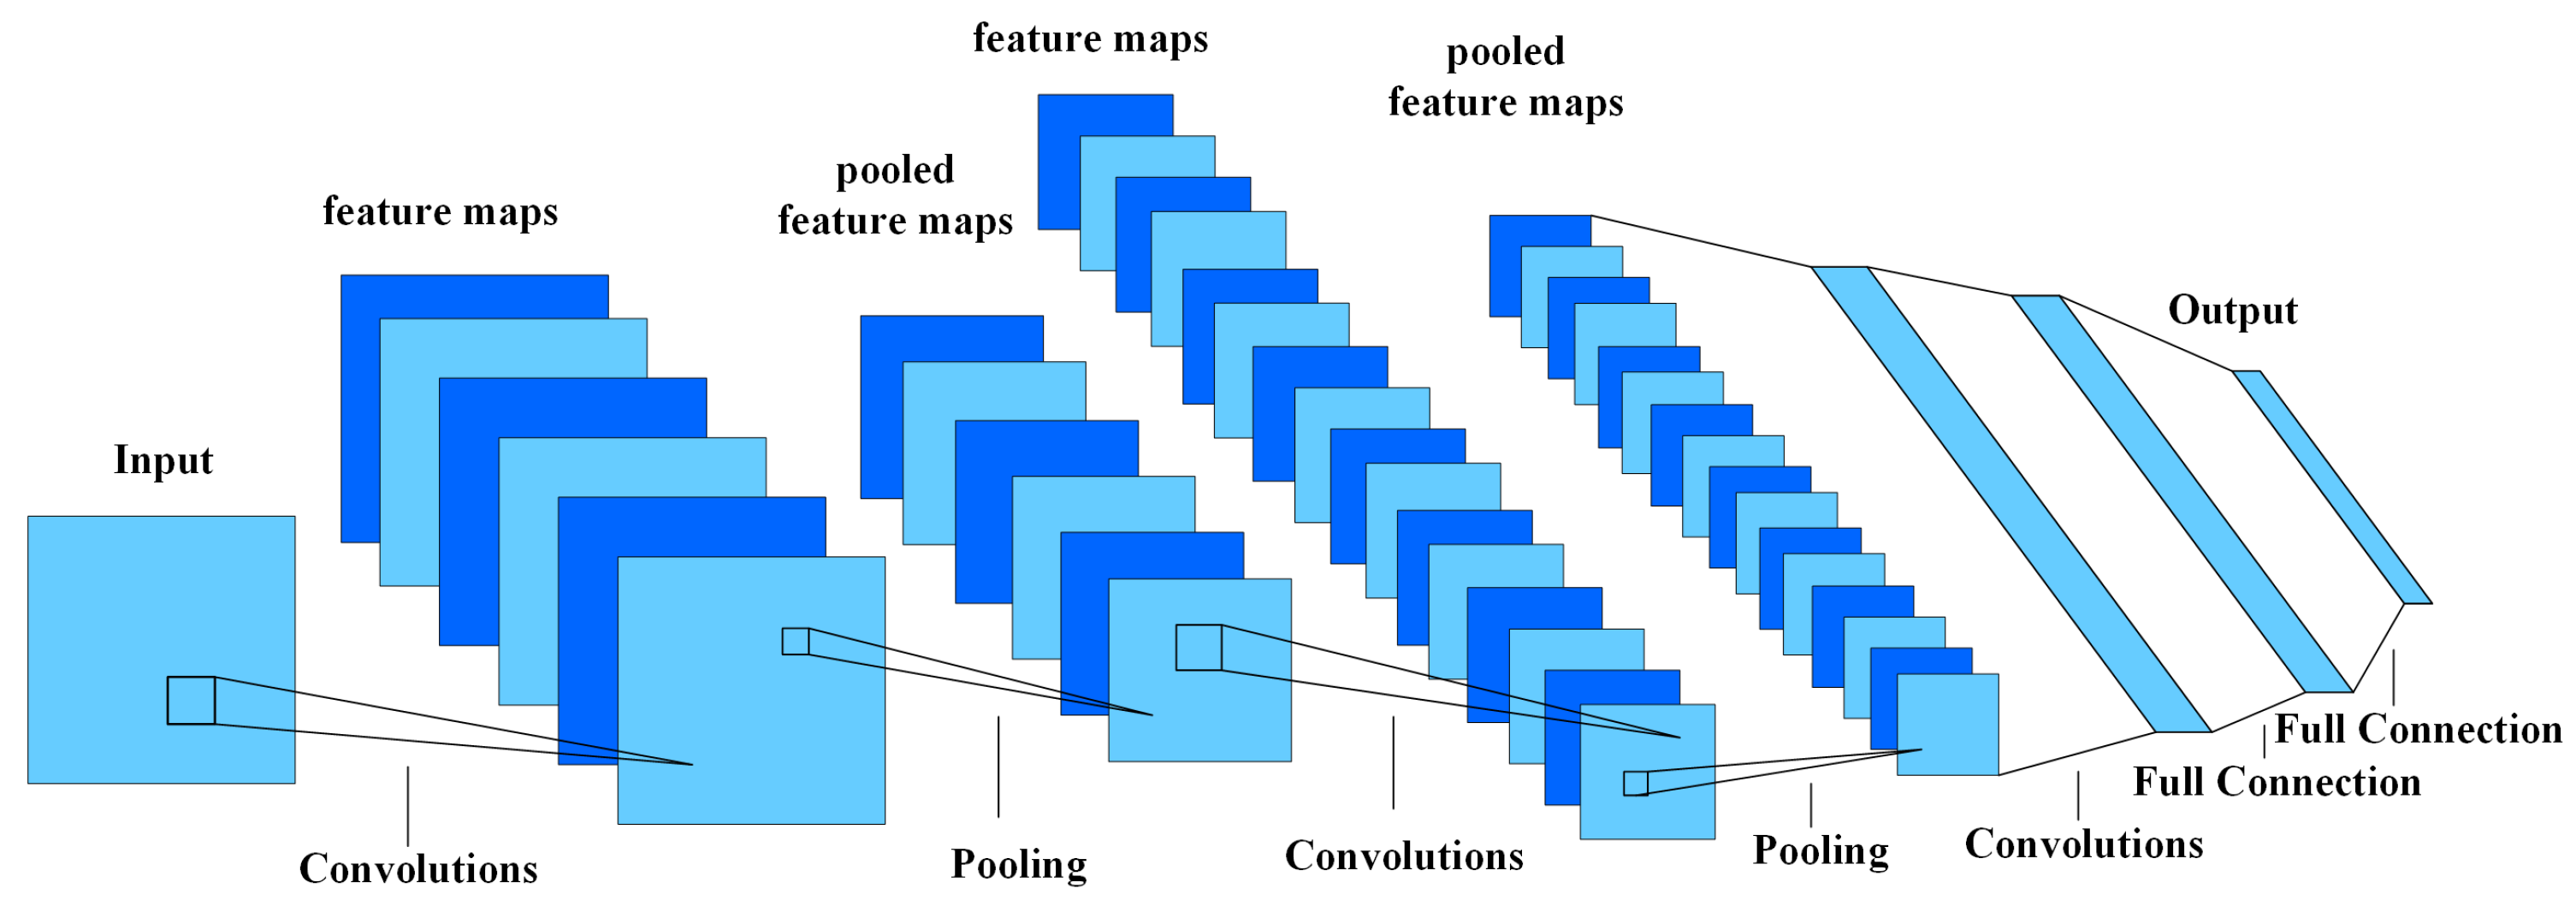 feature maps
pooled
feature maps
pooled
feature maps
feature maps
Output
Input
Full Connection
Full Connection
Convolutions
Pooling
Convolutions
Pooling
Convolutions